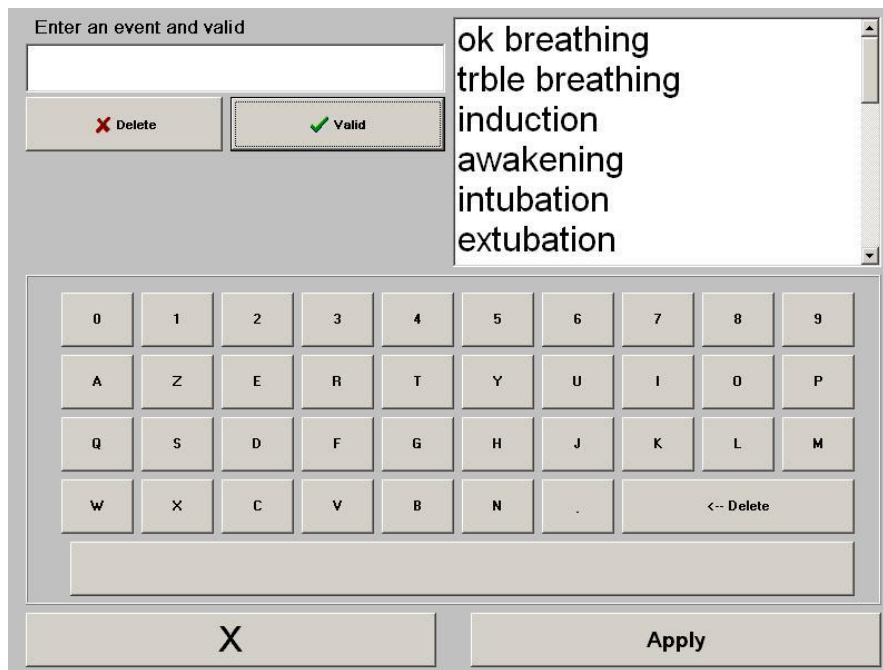 Enter an event and valid
Delete
Valid
ok breathing
trble breathing
induction
awakening
intubation
extubation
0 1 2 3 4 5 6 7 8 9
A Z E R T Y U I O P
Q S D F G H J K L M
W X C V B N . <-- Delete
X
Apply